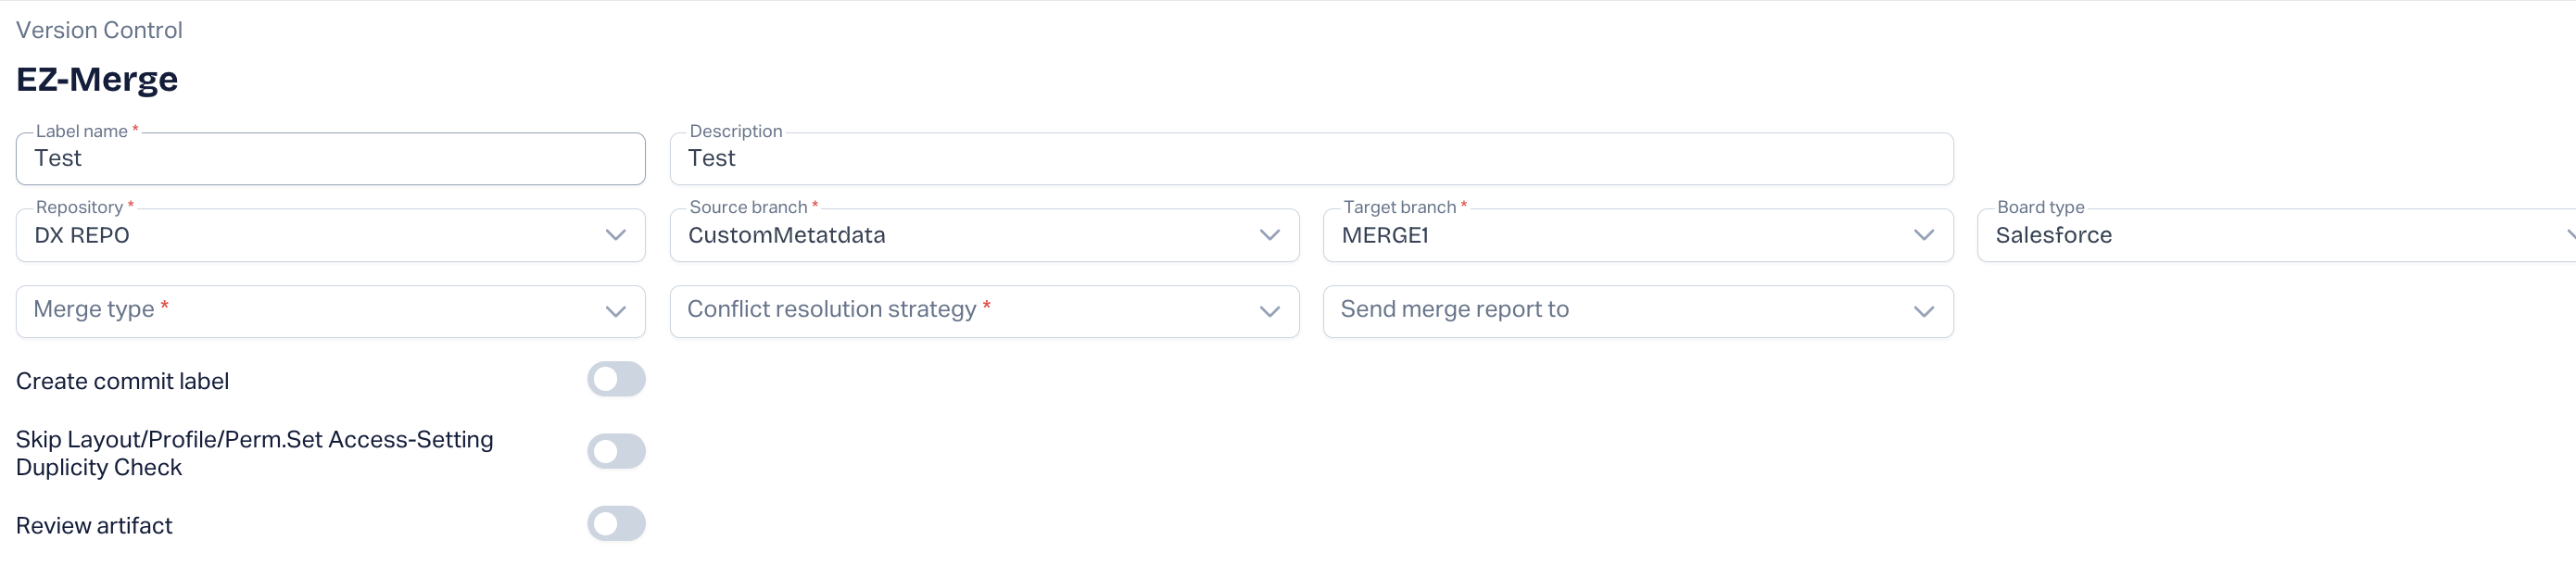 Version Control
EZ-Merge
Label name *
Test
Description
Test
Repository *
DX REPO
Source branch *
CustomMetatdata
Target branch *
MERGE1
Board type
Salesforce
Merge type *
Conflict resolution strategy *
Send merge report to
Create commit label
Skip Layout/Profile/Perm.Set Access-Setting
Duplicity Check
Review artifact